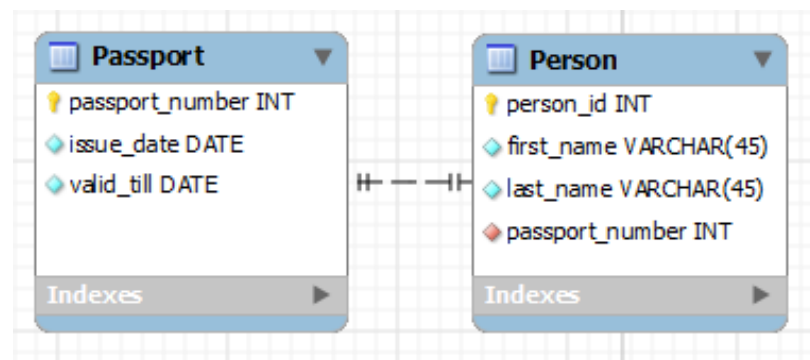 Passport
passport_number INT
issue_date DATE
valid_till DATE
Indexes
Person
person_id INT
first_name VARCHAR(45)
last_name VARCHAR(45)
passport_number INT
Indexes